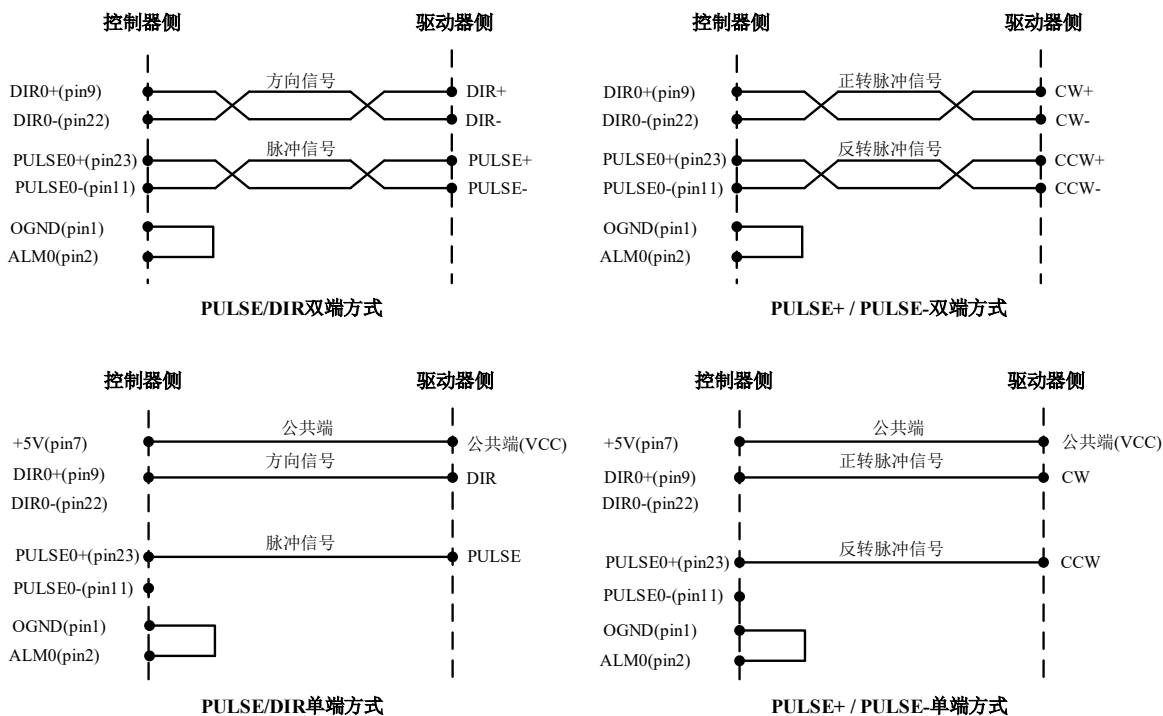 控制器侧 驱动器侧
DIR0+(pin9) 方向信号 DIR+
DIR0-(pin22) DIR-
PULSE0+(pin23) 脉冲信号 PULSE+
PULSE0-(pin11) PULSE-
OGND(pin1)
ALM0(pin2)
PULSE/DIR双端方式
控制器侧 驱动器侧
DIR0+(pin9) 正转脉冲信号 CW+
DIR0-(pin22) CW-
PULSE0+(pin23) 反转脉冲信号 CCW+
PULSE0-(pin11) CCW-
OGND(pin1)
ALM0(pin2)
PULSE+ / PULSE-双端方式
控制器侧 驱动器侧
+5V(pin7) 公共端 公共端(VCC)
DIR0+(pin9) 方向信号 DIR
DIR0-(pin22)
PULSE0+(pin23) 脉冲信号 PULSE
PULSE0-(pin11)
OGND(pin1)
ALM0(pin2)
PULSE/DIR单端方式
控制器侧 驱动器侧
+5V(pin7) 公共端 公共端(VCC)
DIR0+(pin9) 正转脉冲信号 CW
DIR0-(pin22)
PULSE0+(pin23) 反转脉冲信号 CCW
PULSE0-(pin11)
OGND(pin1)
ALM0(pin2)
PULSE+ / PULSE-单端方式